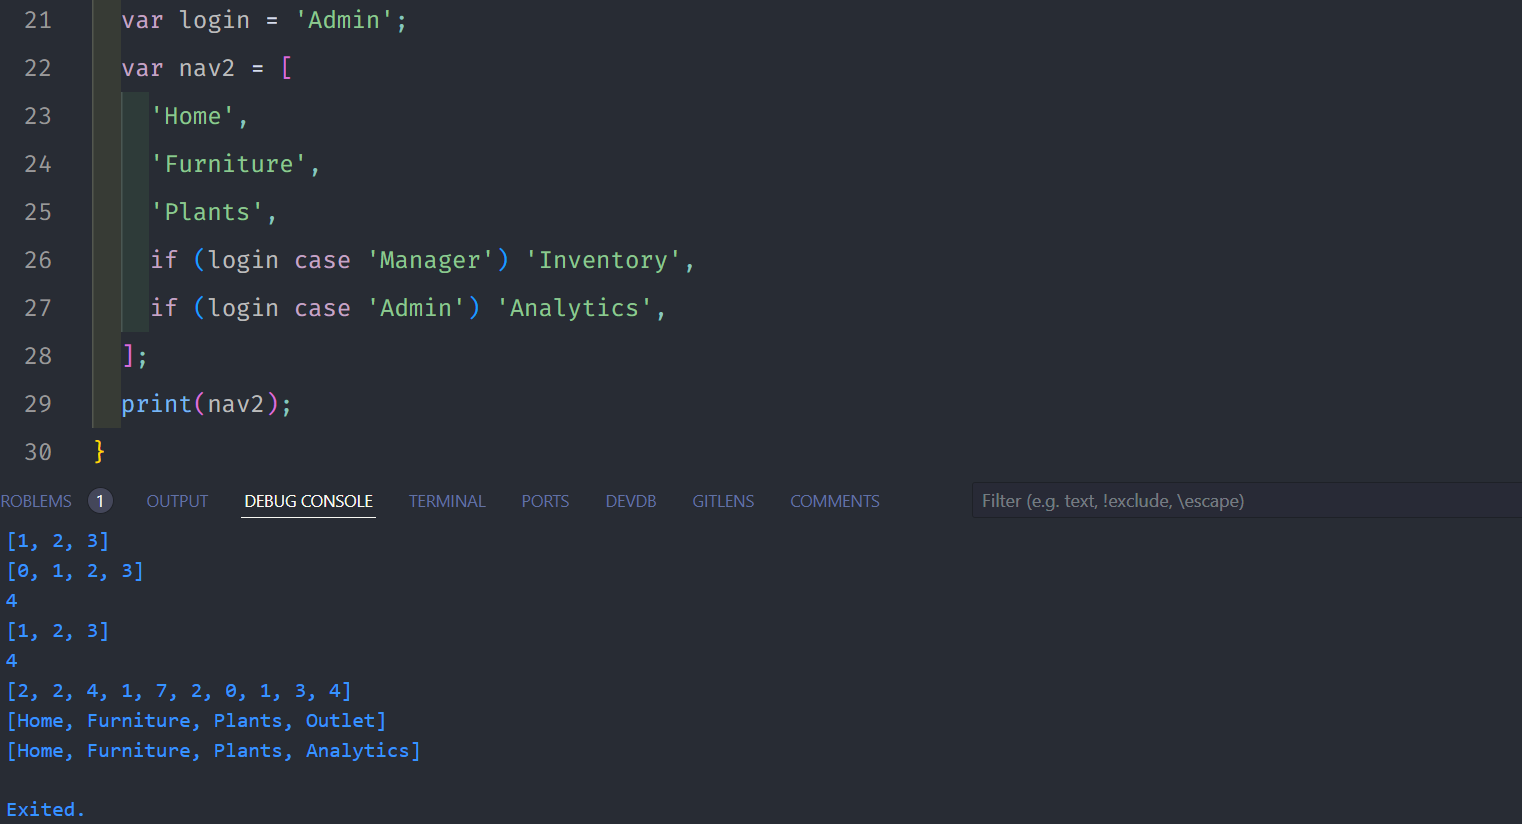 21 var login = 'Admin';
22 var nav2 = [
23 'Home',
24 'Furniture',
25 'Plants',
26 if (login case 'Manager') 'Inventory',
27 if (login case 'Admin') 'Analytics',
28 ];
29 print(nav2);
30 }
ROBLEMS 1 OUTPUT DEBUG CONSOLE TERMINAL PORTS DEVDB GITLENS COMMENTS Filter (e.g. text, !exclude, \escape)
[1, 2, 3]
[0, 1, 2, 3]
4
[1, 2, 3]
4
[2, 2, 4, 1, 7, 2, 0, 1, 3, 4]
[Home, Furniture, Plants, Outlet]
[Home, Furniture, Plants, Analytics]
Exited.